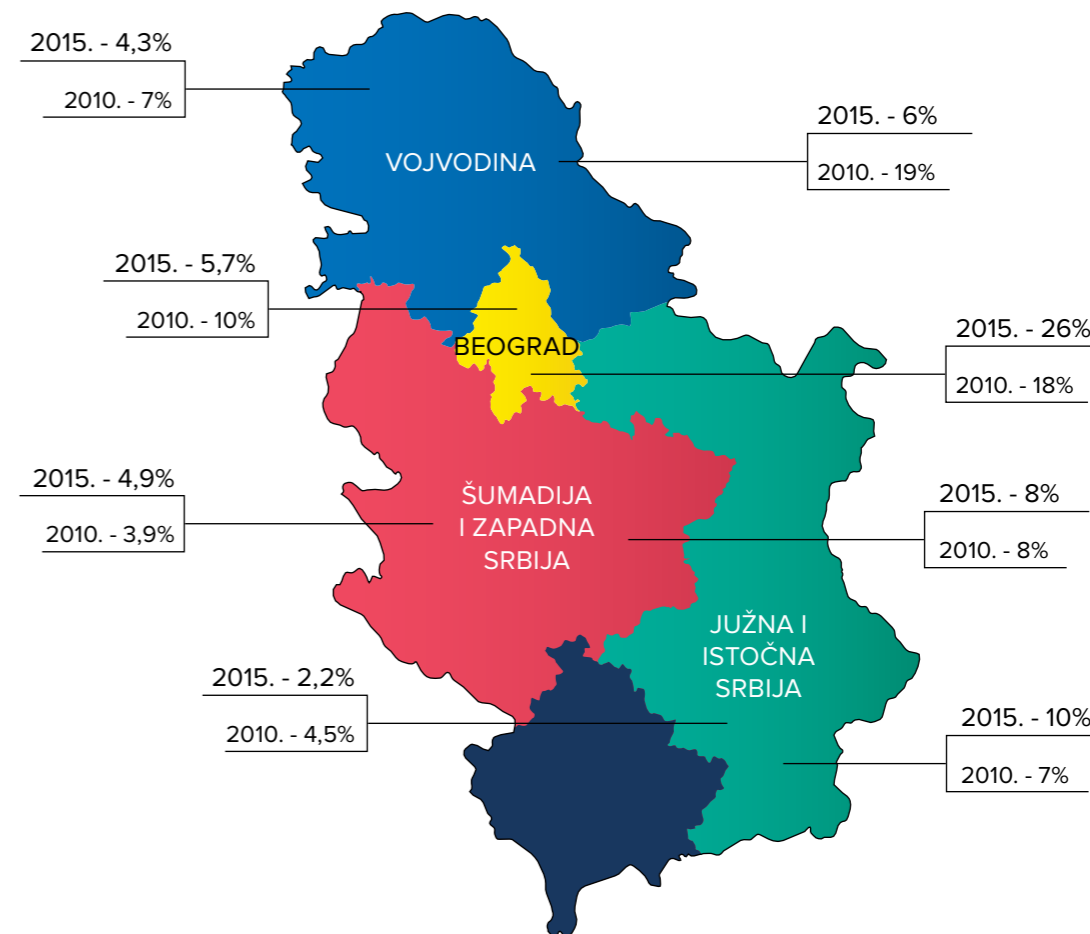 2015. - 4,3%
2010. - 7%
VOJVODINA
2015. - 6%
2010. - 19%
2015. - 5,7%
2010. - 10%
BEOGRAD
2015. - 26%
2010. - 18%
2015. - 4,9%
2010. - 3,9%
ŠUMADIJA
I ZAPADNA
SRBIJA
2015. - 8%
2010. - 8%
JUŽNA I
ISTOČNA
SRBIJA
2015. - 2,2%
2010. - 4,5%
2015. - 10%
2010. - 7%